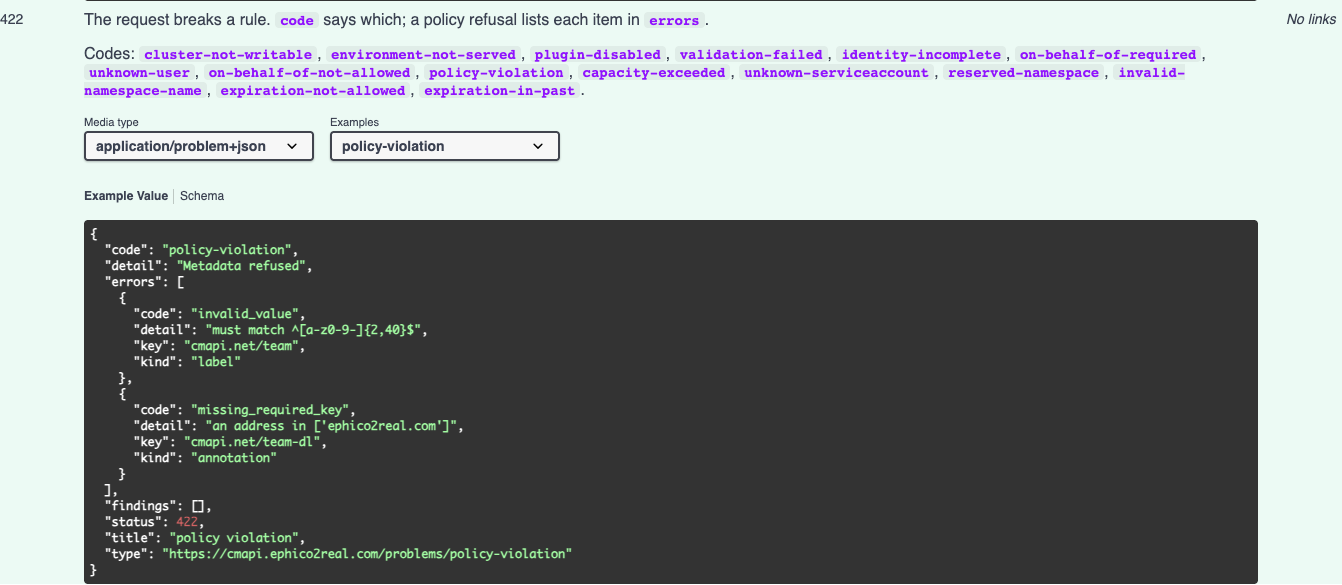 422
The request breaks a rule. code says which; a policy refusal lists each item in errors .
No links
Codes: cluster-not-writable , environment-not-served , plugin-disabled , validation-failed , identity-incomplete , on-behalf-of-required ,
unknown-user , on-behalf-of-not-allowed , policy-violation , capacity-exceeded , unknown-serviceaccount , reserved-namespace , invalid-
namespace-name , expiration-not-allowed , expiration-in-past .
Media type
Examples
application/problem+json
policy-violation
Example Value
Schema
{
  "code": "policy-violation",
  "detail": "Metadata refused",
  "errors": [
    {
      "code": "invalid_value",
      "detail": "must match ^[a-z0-9-]{2,40}$",
      "key": "cmapi.net/team",
      "kind": "label"
    },
    {
      "code": "missing_required_key",
      "detail": "an address in ['ephico2real.com']",
      "key": "cmapi.net/team-dl",
      "kind": "annotation"
    }
  ],
  "findings": [],
  "status": 422,
  "title": "policy violation",
  "type": "https://cmapi.ephico2real.com/problems/policy-violation"
}